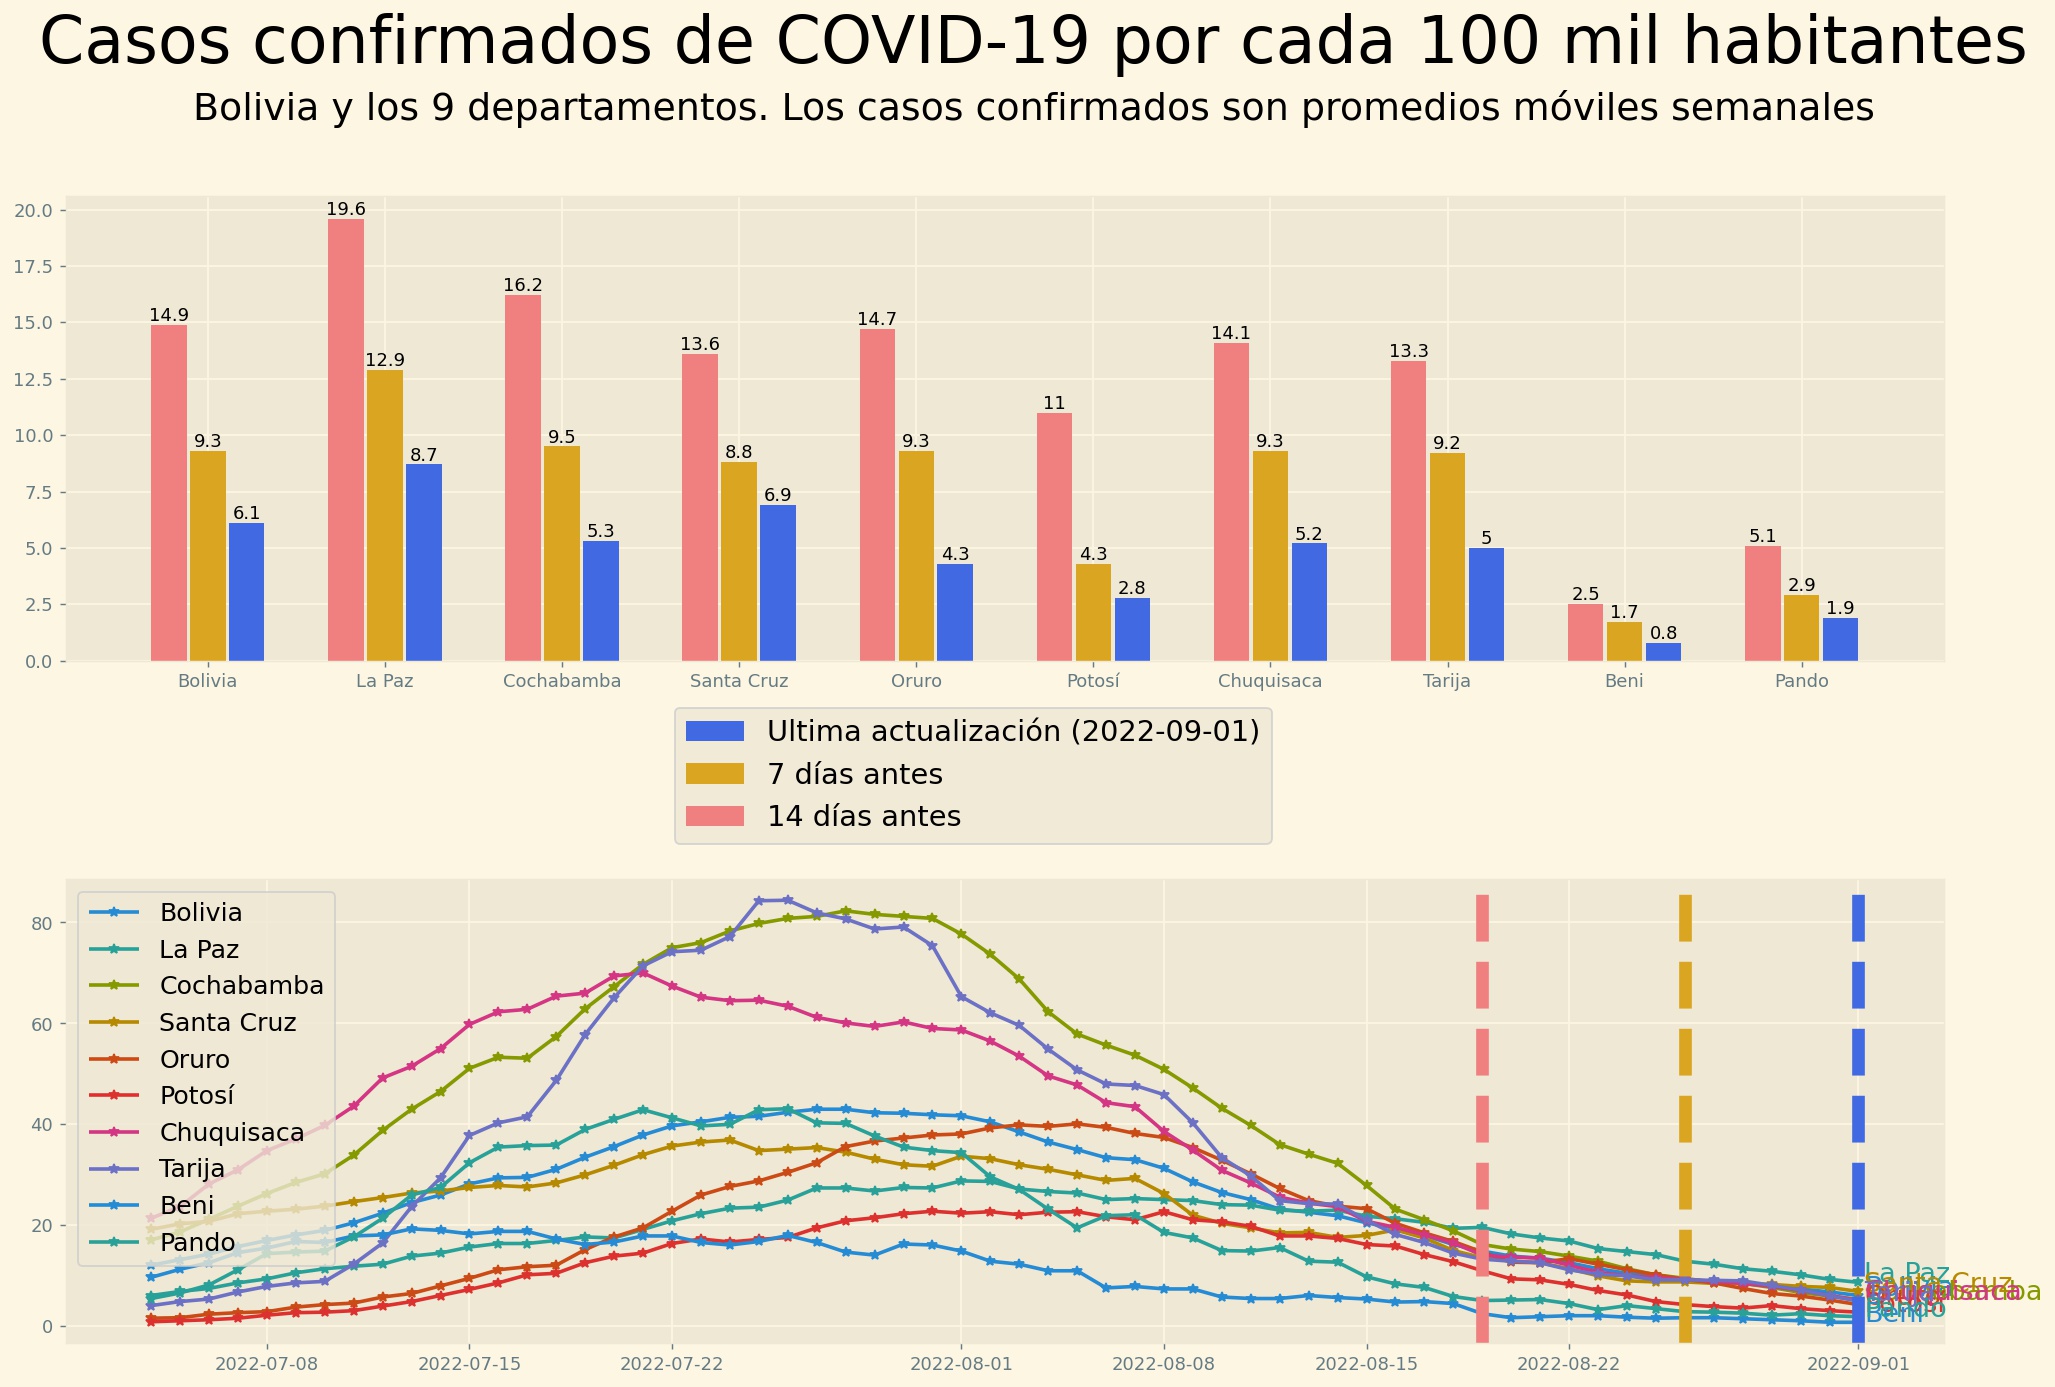 Casos confirmados de COVID-19 por cada 100 mil habitantes
Bolivia y los 9 departamentos. Los casos confirmados son promedios móviles semanales
20.0
17.5
15.0
12.5
10.0
7.5
5.0
2.5
0.0
14.9 9.3 6.1
19.6 12.9 8.7
16.2 9.5 5.3
13.6 8.8 6.9
14.7 9.3 4.3
11 4.3 2.8
14.1 9.3 5.2
13.3 9.2 5
2.5 1.7 0.8
5.1 2.9 1.9
Bolivia La Paz Cochabamba Santa Cruz Oruro Potosí Chuquisaca Tarija Beni Pando
Ultima actualización (2022-09-01)
7 días antes
14 días antes
80
60
40
20
0
Bolivia
La Paz
Cochabamba
Santa Cruz
Oruro
Potosí
Chuquisaca
Tarija
Beni
Pando
La Paz
Santa Cruz
Beni
2022-07-08 2022-07-15 2022-07-22 2022-08-01 2022-08-08 2022-08-15 2022-08-22 2022-09-01